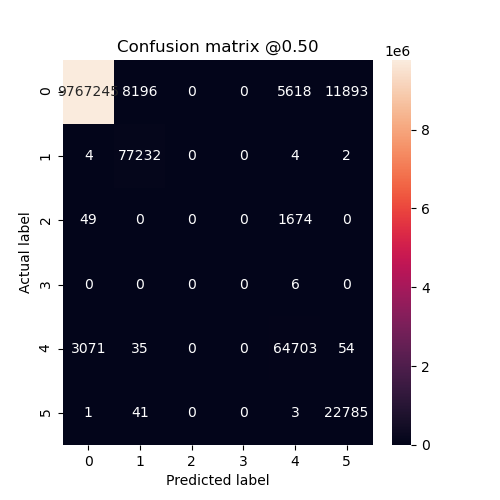 Confusion matrix @0.50
1e6
0 9767245 8196 0 0 5618 11893
1 4 77232 0 0 4 2
2 49 0 0 0 1674 0
3 0 0 0 0 6 0
4 3071 35 0 0 64703 54
5 1 41 0 0 3 22785
0 1 2 3 4 5
Actual label
Predicted label
8
6
4
2
0